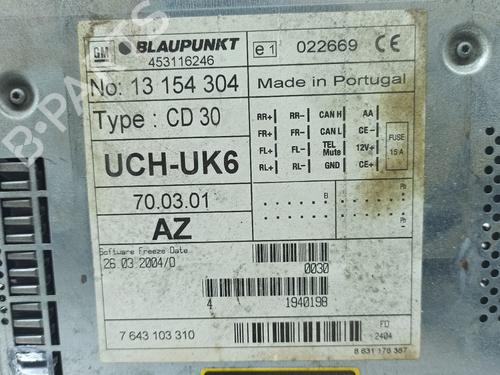 GM BLAUPUNKT
453116246
e1 022669 CE
No: 13 154 304
Made in Portugal
Type : CD 30
RR+ RR- CAN H AA
FR+ FR- CAN L CE-
FL+ FL- TEL Mute 12V+
RL+ RL- GND CE+
FUSE
15 A
UCH-UK6
70.03.01
AZ
B
Software Freeze Date
26 03 2004/0
0030
4 1940198
7 643 103 310
FD
2404
8 631 176 387
B-PARTS